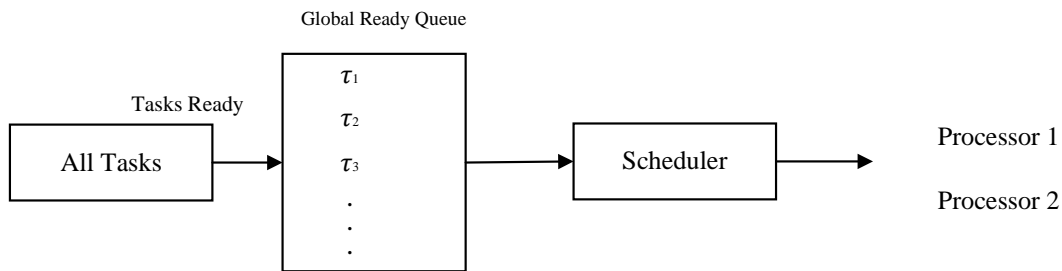 Global Ready Queue
Tasks Ready
All Tasks
τ1
τ2
τ3
.
.
.
Scheduler
Processor 1
Processor 2